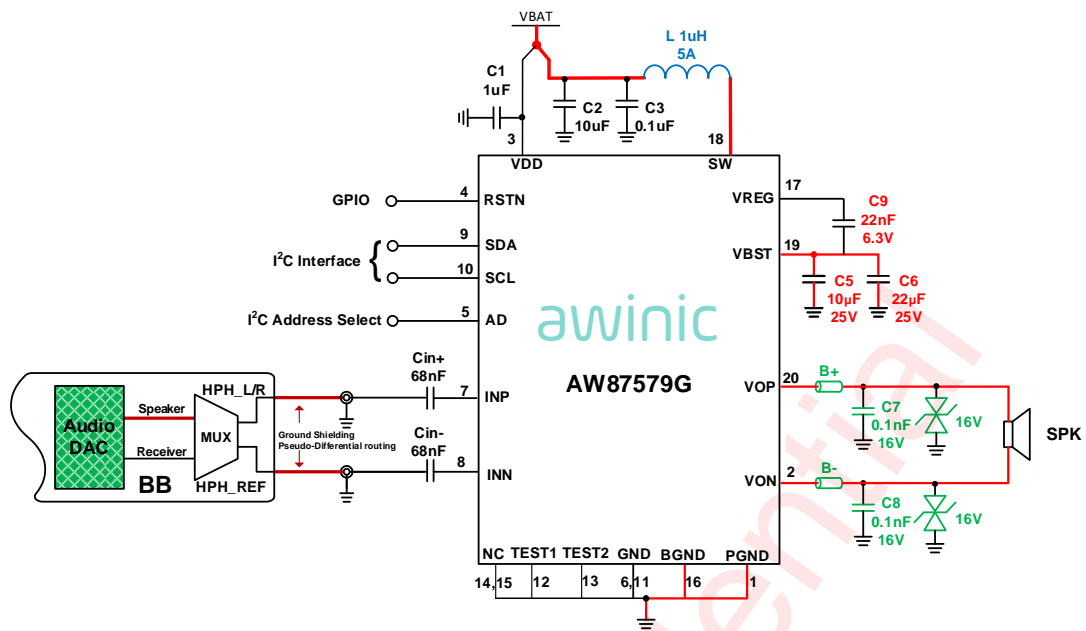 VBAT
L 1uH
5A
C1
1uF
C2
10uF
C3
0.1uF
3
VDD
18
SW
GPIO
4
RSTN
17
VREG
C9
22nF
6.3V
I²C Interface
9
SDA
10
SCL
19
VBST
C5
10µF
25V
C6
22µF
25V
I²C Address Select
5
AD
awinic
AW87579G
Cin+
68nF
7
INP
HPH_L/R
Speaker
Audio
DAC
MUX
Receiver
BB
HPH_REF
Ground Shielding
Pseudo-Differential routing
Cin-
68nF
8
INN
20
VOP
B+
C7
0.1nF
16V
16V
SPK
2
VON
B-
C8
0.1nF
16V
16V
NC
TEST1
TEST2
GND
BGND
PGND
14,15
12
13
6,11
16
1
ential